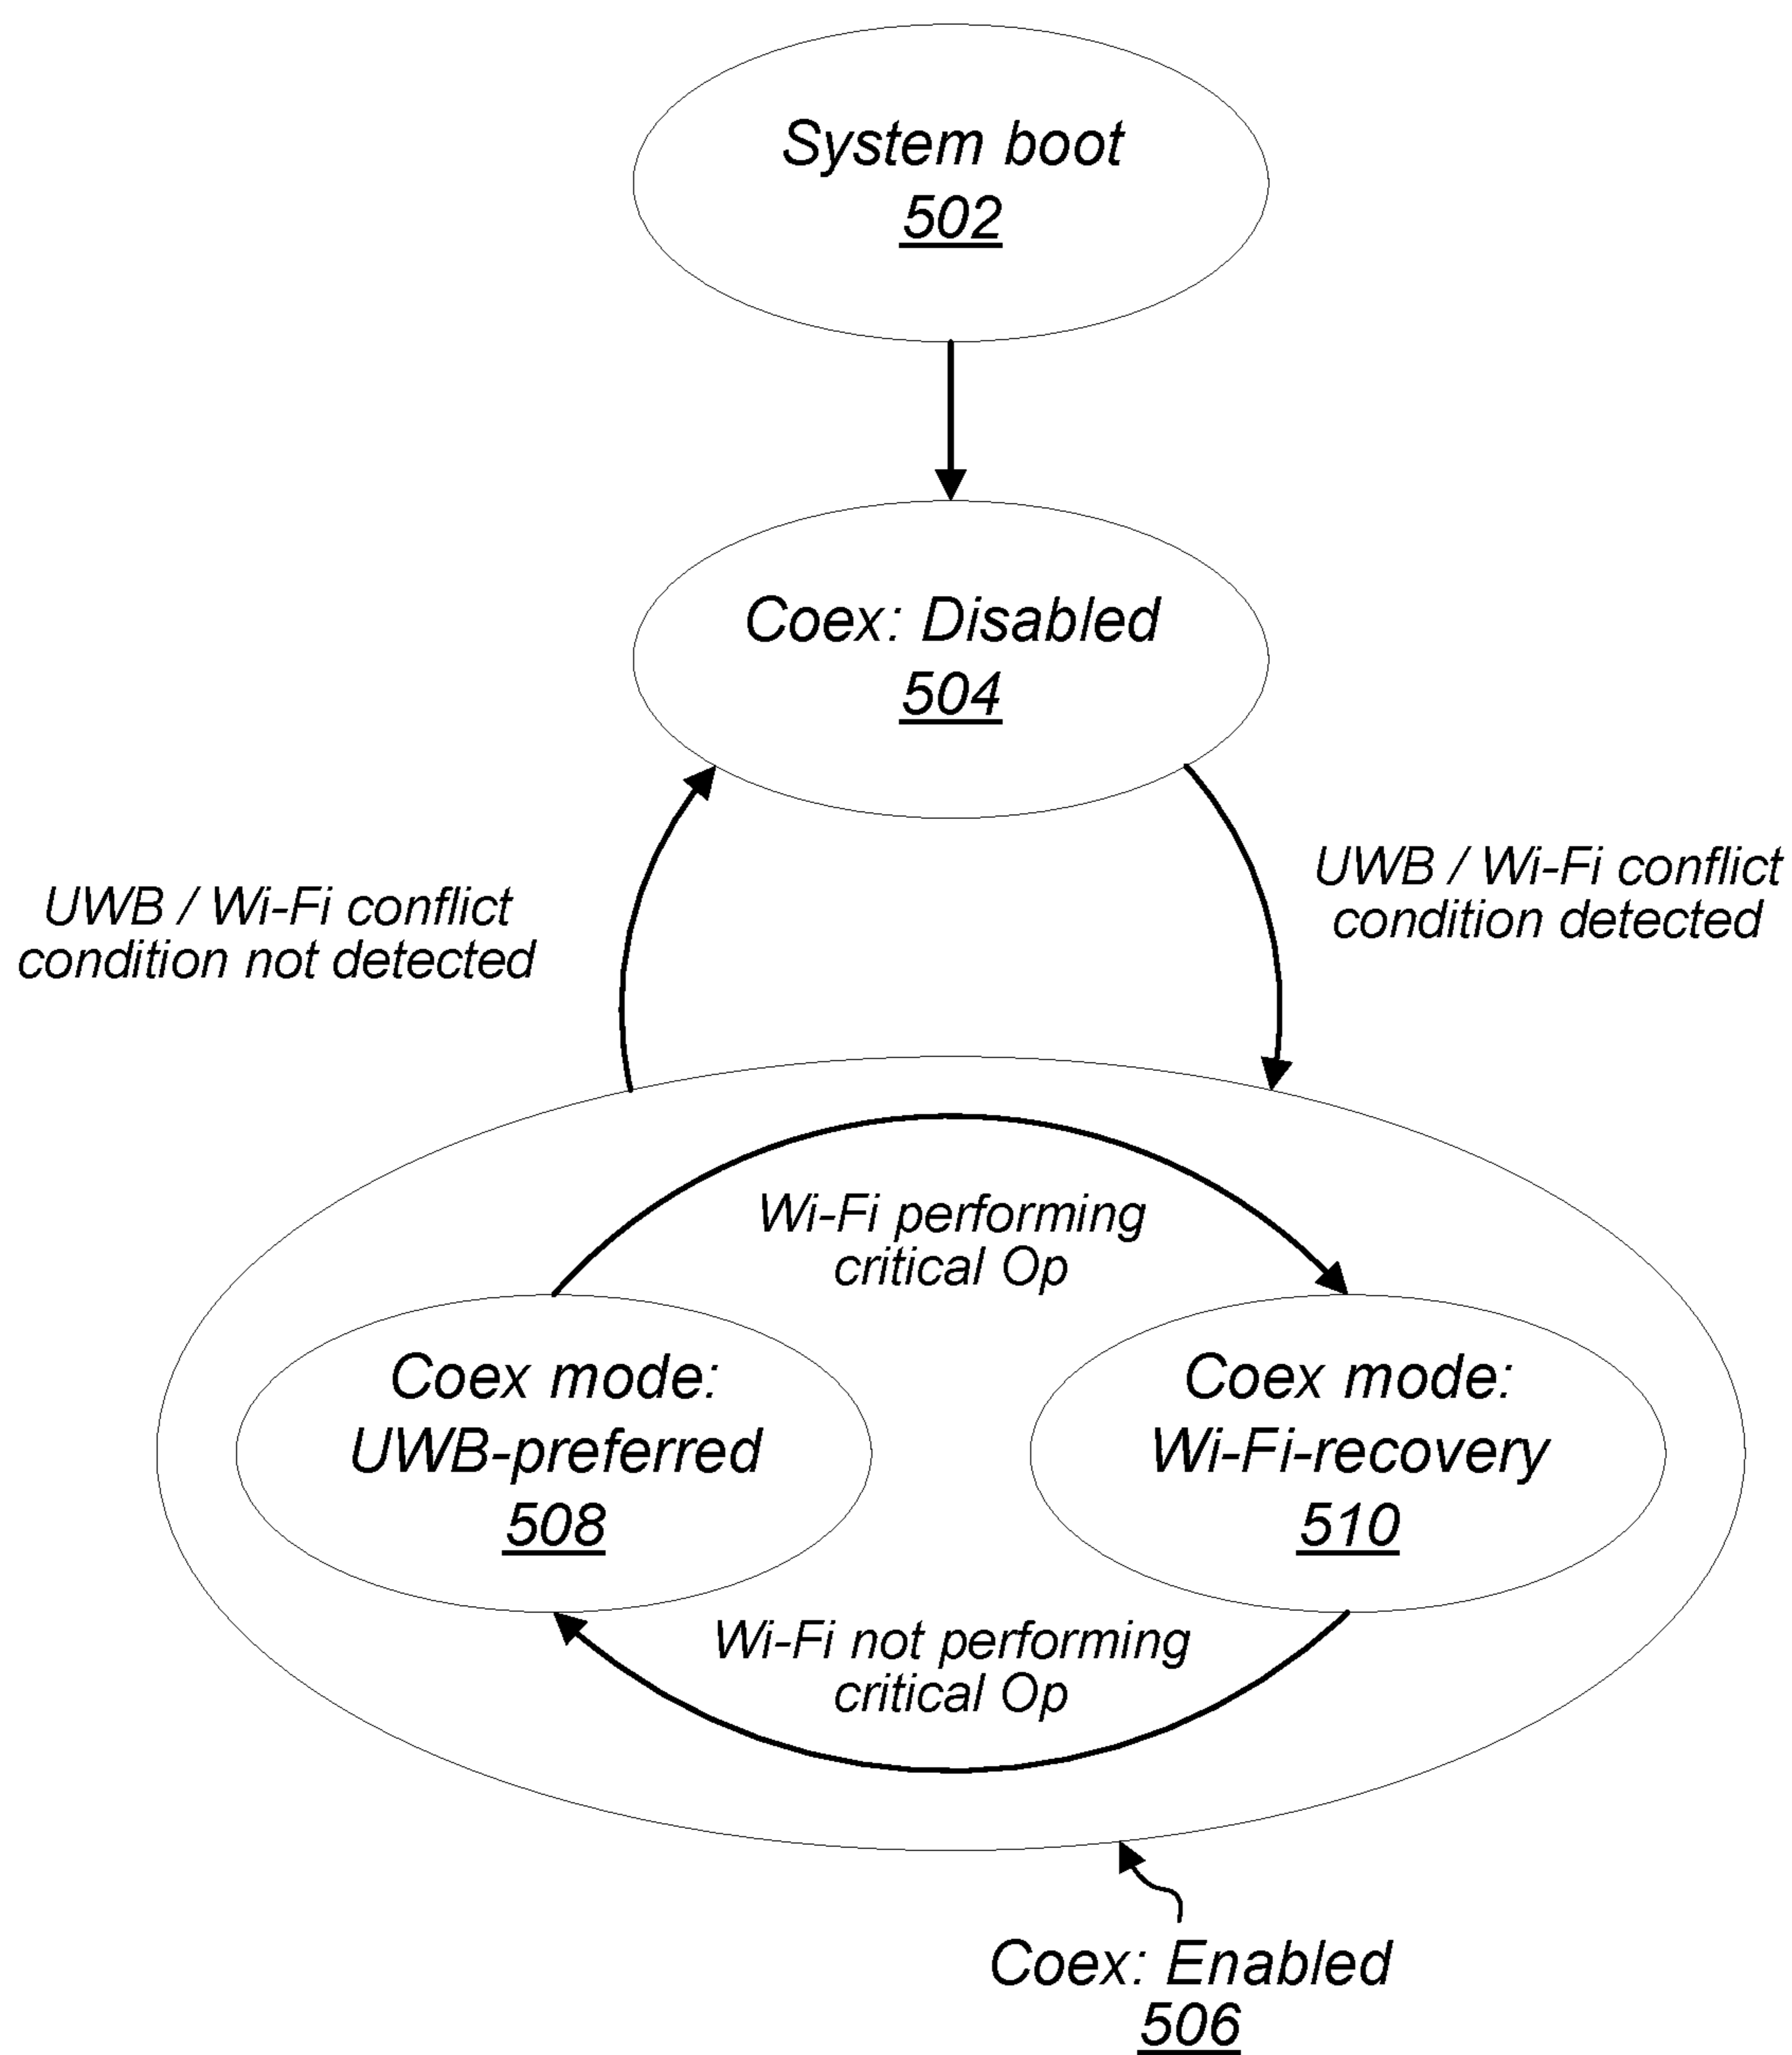 System boot
502
Coex: Disabled
504
UWB / Wi-Fi conflict
condition detected
UWB / Wi-Fi conflict
condition not detected
Wi-Fi performing
critical Op
Coex mode:
UWB-preferred
508
Coex mode:
Wi-Fi-recovery
510
Wi-Fi not performing
critical Op
Coex: Enabled
506